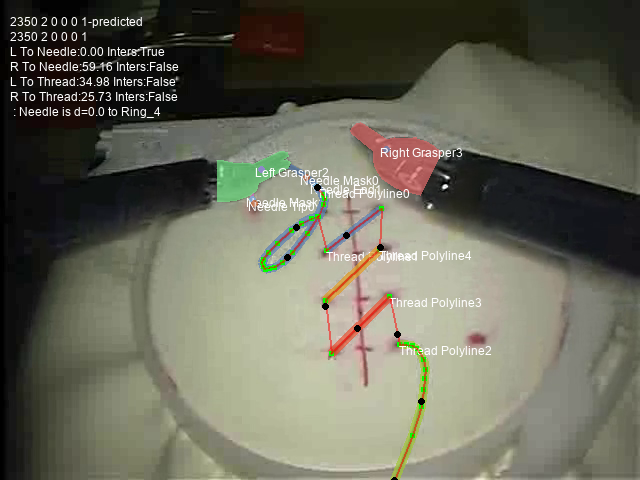 2350 2 0 0 0 1-predicted
2350 2 0 0 0 1
L To Needle:0.00 Inters:True
R To Needle:59.16 Inters:False
L To Thread:34.98 Inters:False
R To Thread:25.73 Inters:False
: Needle is d=0.0 to Ring_4
Right Grasper3
Left Grasper2
Needle Mask0
Needle End1
Thread Polyline0
Needle Mask
Needle Tip0
Thread Polyline4
Thread Polyline3
Thread Polyline2